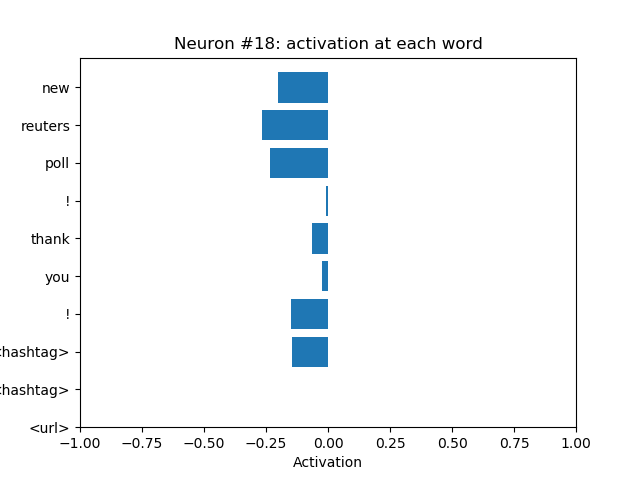 Neuron #18: activation at each word
new
reuters
poll
!
thank
you
!
hashtag>
hashtag>
<url>
−1.00 −0.75 −0.50 −0.25 0.00 0.25 0.50 0.75 1.00
Activation